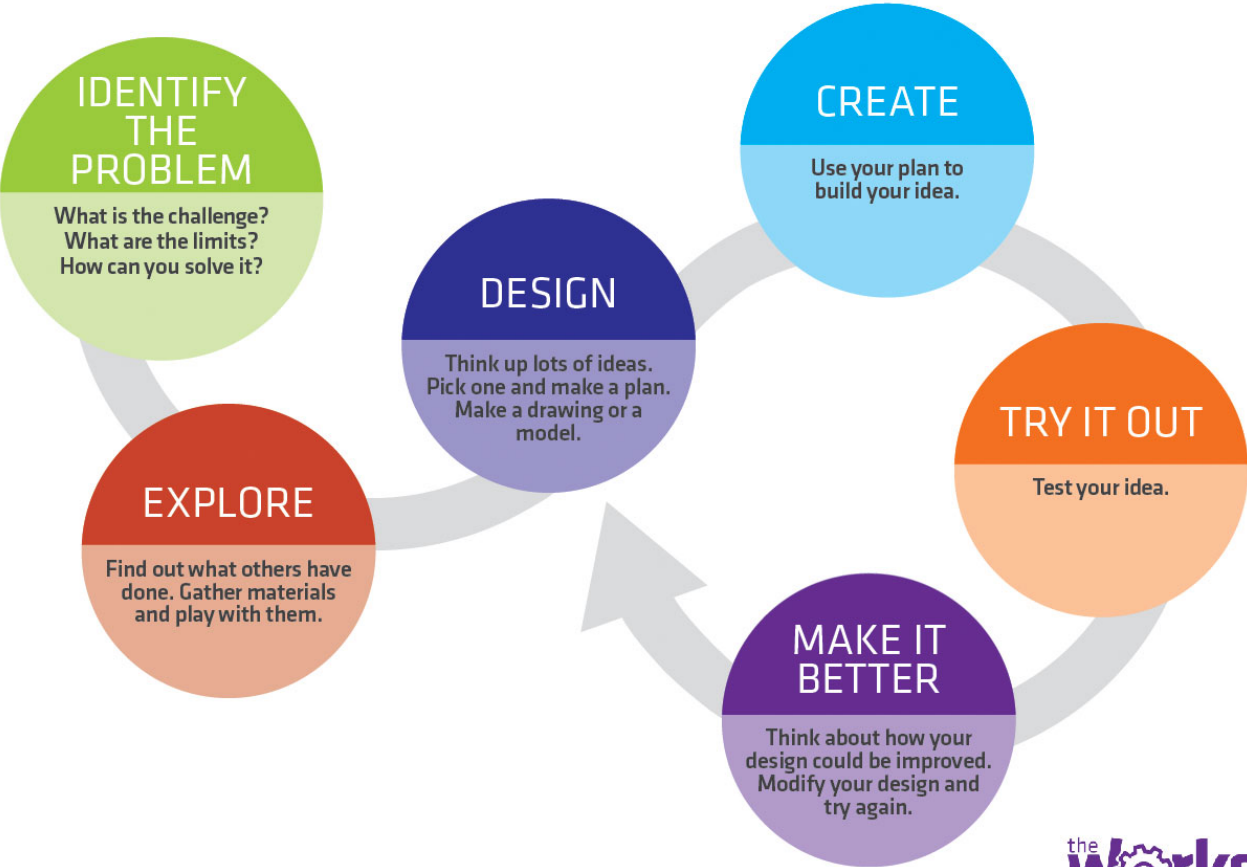 IDENTIFY
THE
PROBLEM
What is the challenge?
What are the limits?
How can you solve it?
EXPLORE
Find out what others have
done. Gather materials
and play with them.
DESIGN
Think up lots of ideas.
Pick one and make a plan.
Make a drawing or a
model.
CREATE
Use your plan to
build your idea.
TRY IT OUT
Test your idea.
MAKE IT
BETTER
Think about how your
design could be improved.
Modify your design and
try again.
the